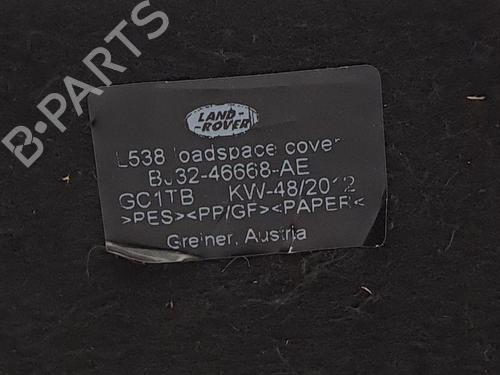 LAND-
-ROVER
L538 loadspace cover
BJ32-46668-AE
GC1TB KW-48/2012
>PES><PP/GF><PAPER<
Greiner, Austria
B-PARTS